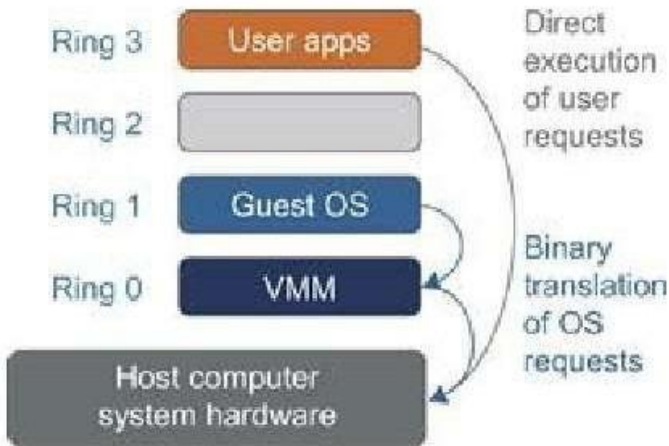 Ring 3
User apps
Direct
execution
of user
requests
Ring 2
Ring 1
Guest OS
Binary
translation
of OS
requests
Ring 0
VMM
Host computer
system hardware